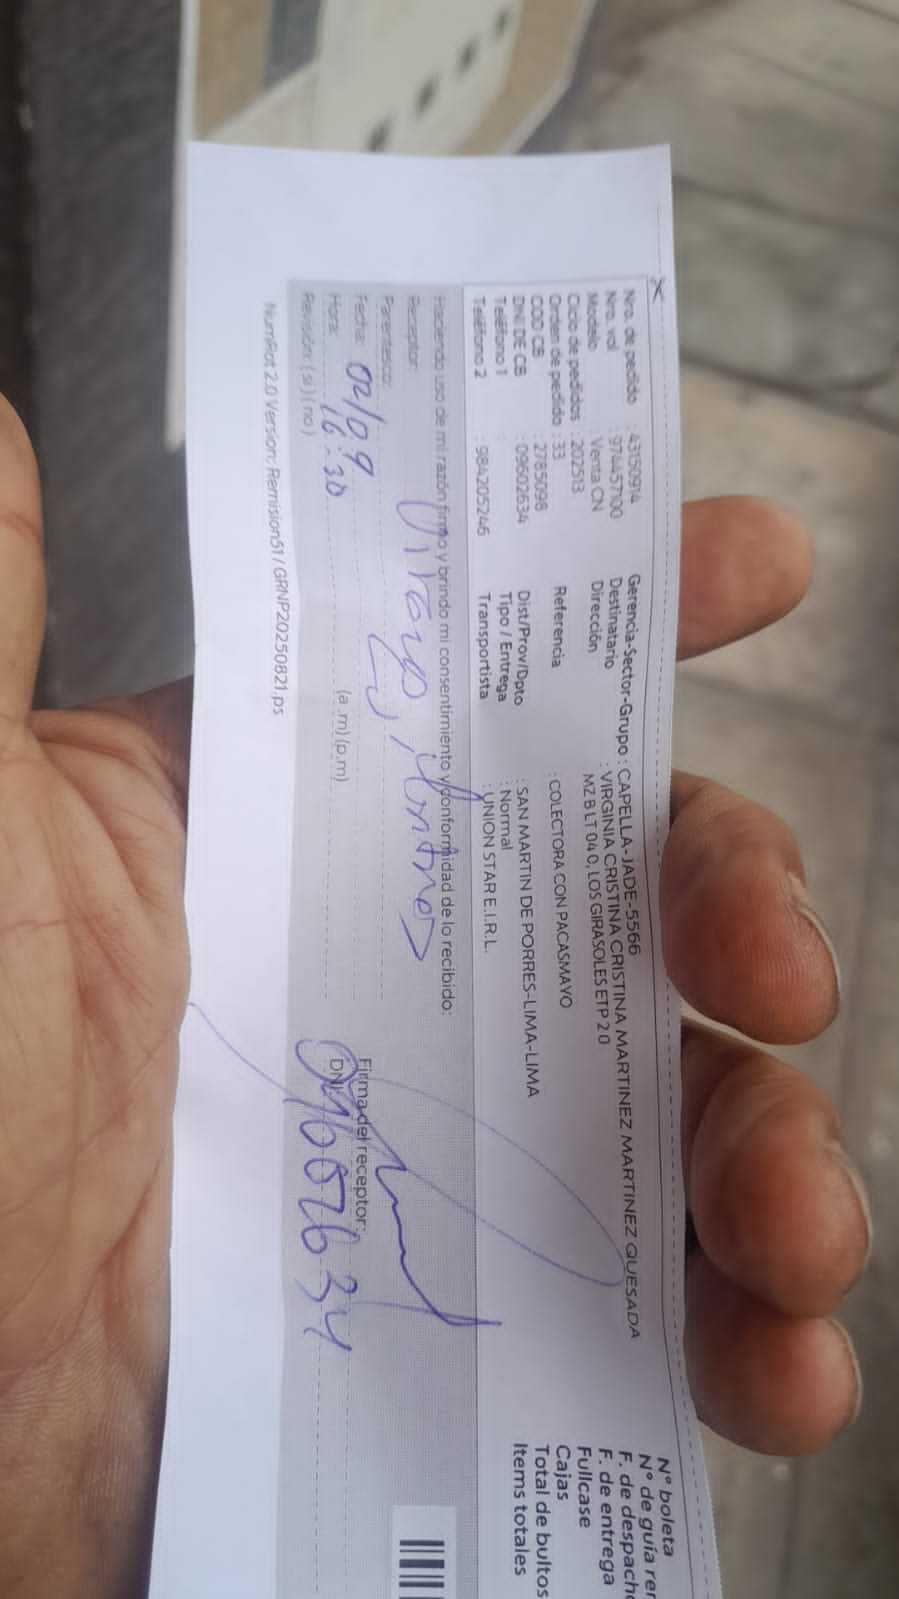 Nro. de pedido : 43150914
Nro. vol : 974457100
Modelo : Venta CN
Ciclo de pedidos : 202513
Orden de pedido : 33
COD CB : 2785098
DNI DE CB : 09602634
Teléfono 1 :
Teléfono 2 : 984205246
Gerencia-Sector-Grupo : CAPELLA-JADE-5566
Destinatario : VIRGINIA CRISTINA CRISTINA MARTINEZ MARTINEZ QUESADA
Dirección MZ B LT 04 0, LOS GIRASOLES ETP 2 0
Referencia : COLECTORA CON PACASMAYO
Dist/Prov/Dpto : SAN MARTIN DE PORRES-LIMA-LIMA
Tipo / Entrega : Normal
Transportista : UNION STAR E.I.R.L.
Haciendo uso de mi razón firmo y brindo mi consentimiento y conformidad de lo recibido:
Receptor:
Parentesco:
Fecha: 02/09
Hora: 16:30 (a.m) (p.m)
Revisión: ( si ) ( no )
Firma del receptor:
DNI 09602634
NumRot 2.0 Version: Remision51 / GRNP20250821.ps
N° boleta
N° de guía
F. de
F. de entrega
Fullcase
Cajas
Total de bultos
Items totales